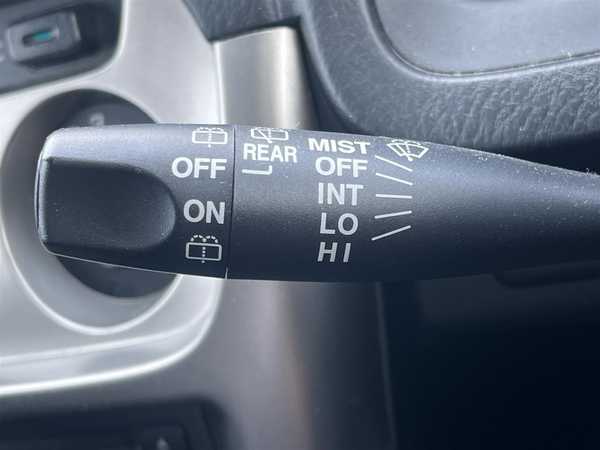 OFF
ON
REAR
MIST
OFF
INT
LO
HI